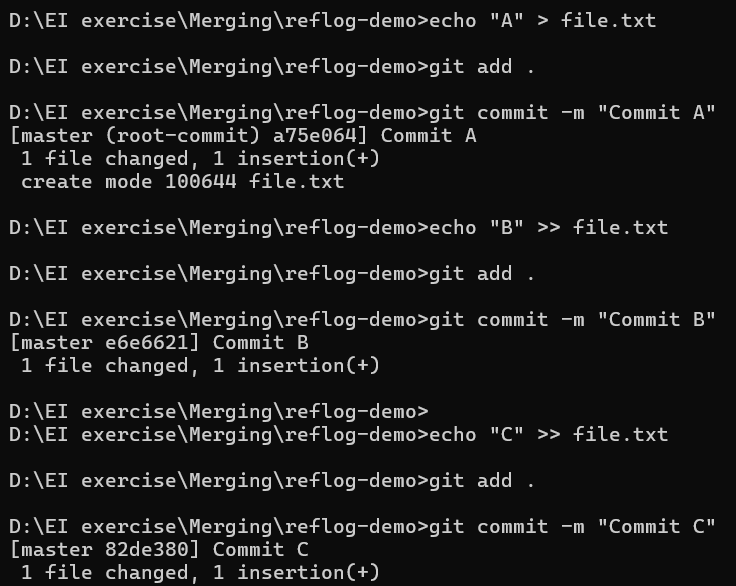 D:\EI exercise\Merging\reflog-demo>echo "A" > file.txt
D:\EI exercise\Merging\reflog-demo>git add .
D:\EI exercise\Merging\reflog-demo>git commit -m "Commit A"
[master (root-commit) a75e064] Commit A
 1 file changed, 1 insertion(+)
 create mode 100644 file.txt
D:\EI exercise\Merging\reflog-demo>echo "B" >> file.txt
D:\EI exercise\Merging\reflog-demo>git add .
D:\EI exercise\Merging\reflog-demo>git commit -m "Commit B"
[master e6e6621] Commit B
 1 file changed, 1 insertion(+)
D:\EI exercise\Merging\reflog-demo>
D:\EI exercise\Merging\reflog-demo>echo "C" >> file.txt
D:\EI exercise\Merging\reflog-demo>git add .
D:\EI exercise\Merging\reflog-demo>git commit -m "Commit C"
[master 82de380] Commit C
 1 file changed, 1 insertion(+)